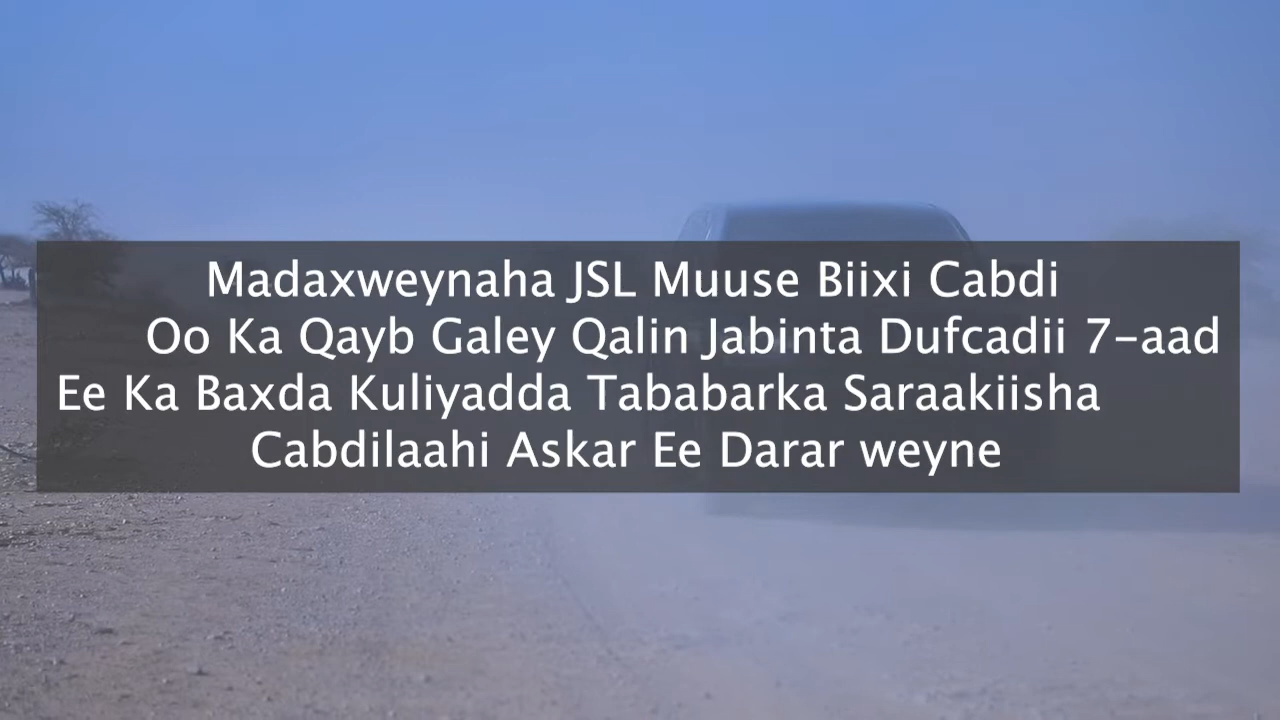 Madaxweynaha JSL Muuse Biixi Cabdi
Oo Ka Qayb Galey Qalin Jabinta Dufcadii 7-aad
Ee Ka Baxda Kuliyadda Tababarka Saraakiisha
Cabdilaahi Askar Ee Darar weyne